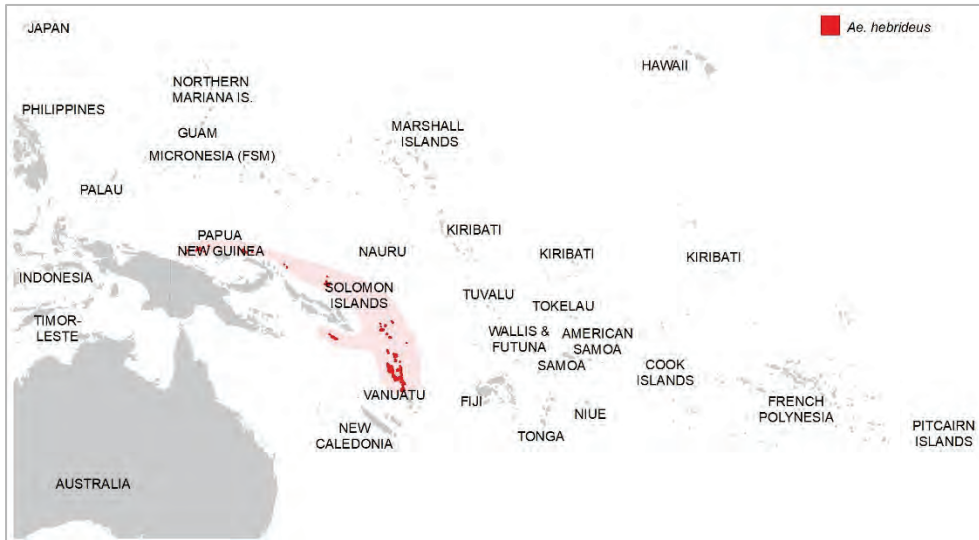 JAPAN
Ae. hebrideus
HAWAII
NORTHERN
MARIANA IS.
PHILIPPINES
GUAM
MARSHALL
ISLANDS
MICRONESIA (FSM)
PALAU
KIRIBATI
PAPUA
NEW GUINEA
NAURU
KIRIBATI
KIRIBATI
INDONESIA
SOLOMON
ISLANDS
TUVALU
TOKELAU
TIMOR-
LESTE
WALLIS &
FUTUNA
AMERICAN
SAMOA
SAMOA
COOK
ISLANDS
VANUATU
FIJI
NIUE
FRENCH
POLYNESIA
NEW
CALEDONIA
TONGA
PITCAIRN
ISLANDS
AUSTRALIA